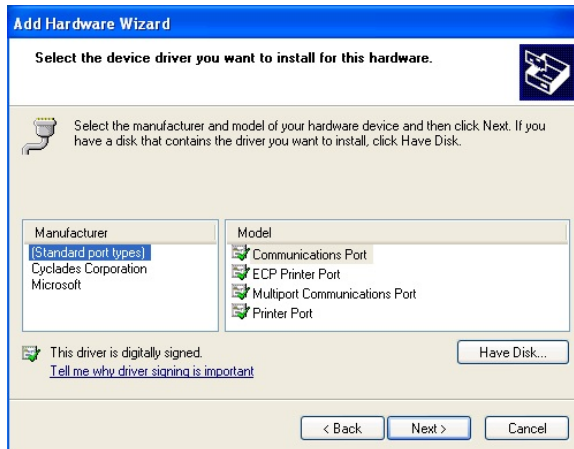 Add Hardware Wizard
Select the device driver you want to install for this hardware.
Select the manufacturer and model of your hardware device and then click Next. If you
have a disk that contains the driver you want to install, click Have Disk.
Manufacturer
(Standard port types)
Cyclades Corporation
Microsoft
Model
Communications Port
ECP Printer Port
Multiport Communications Port
Printer Port
This driver is digitally signed.
Tell me why driver signing is important
Have Disk...
< Back
Next >
Cancel